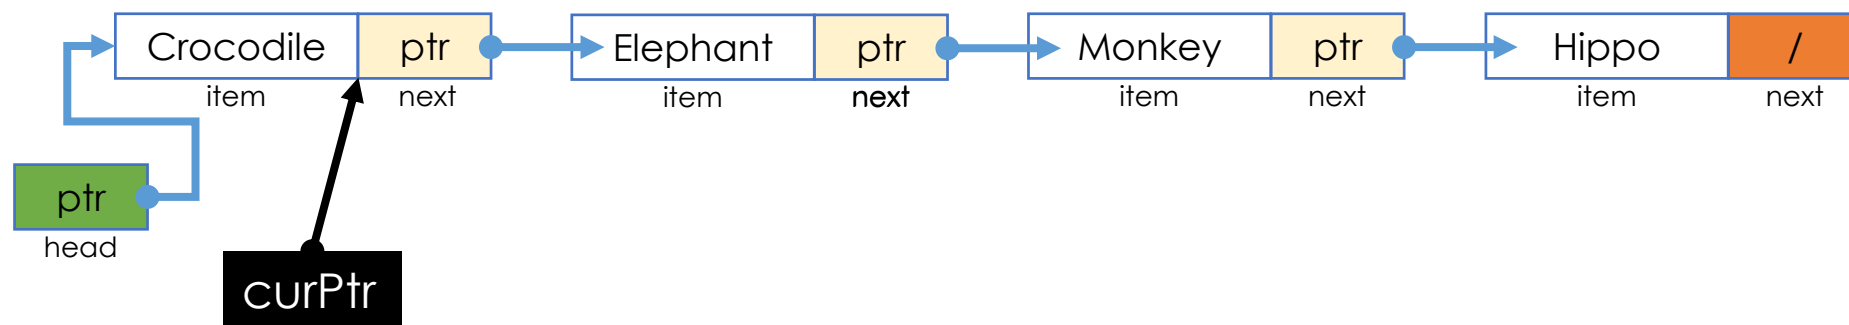 Crocodile ptr Elephant ptr Monkey ptr Hippo /
item next item next item next item next
ptr
head
curPtr